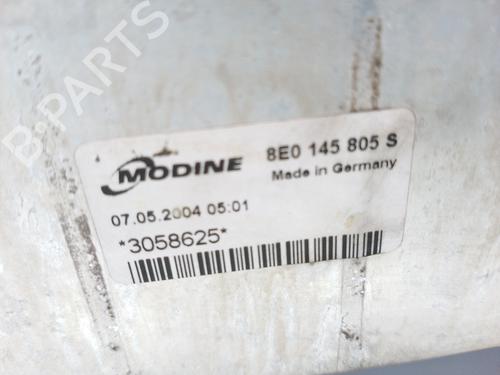 B-PARTS
MODINE
8E0 145 805 S
Made in Germany
07.05.2004 05:01
*3058625*